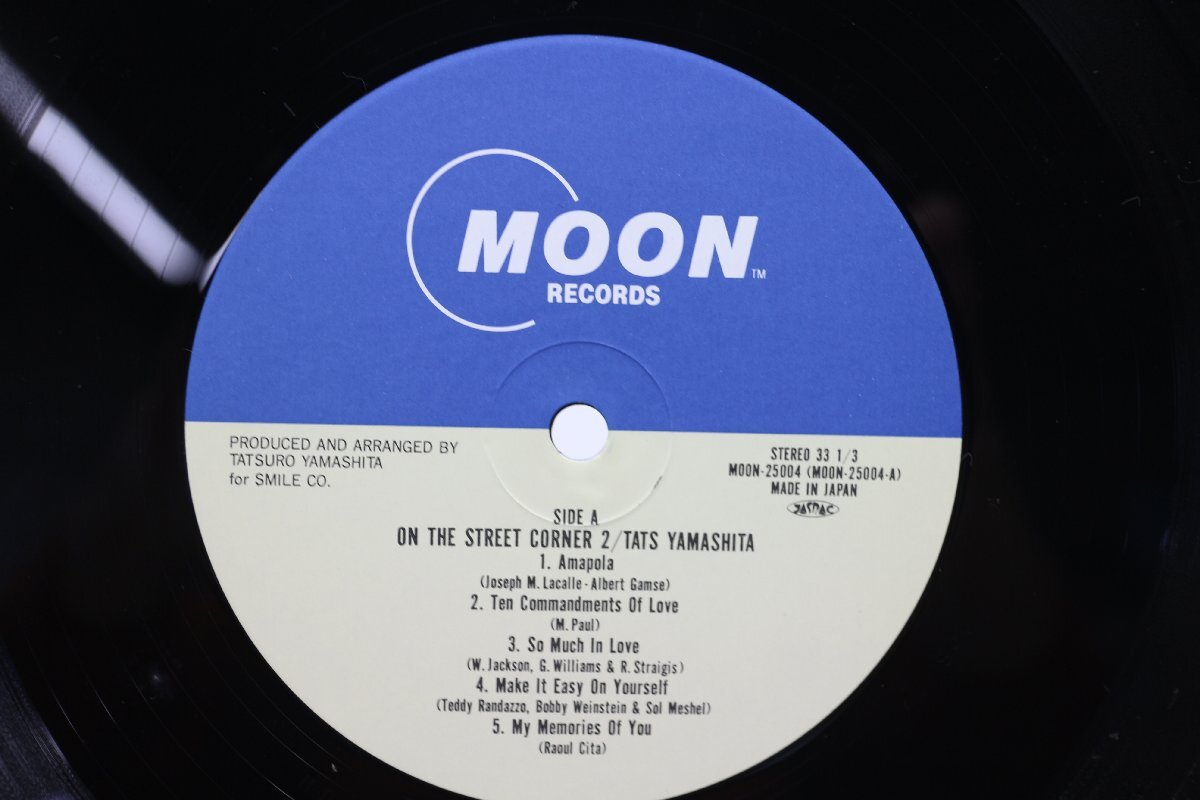 MOON TM
RECORDS
PRODUCED AND ARRANGED BY
TATSURO YAMASHITA
for SMILE CO.
STEREO 33 1/3
MOON-25004 (MOON-25004-A)
MADE IN JAPAN
JASRAC
SIDE A
ON THE STREET CORNER 2/TATS YAMASHITA
1. Amapola
(Joseph M. Lacalle-Albert Gamse)
2. Ten Commandments Of Love
(M. Paul)
3. So Much In Love
(W. Jackson, G. Williams & R. Straigis)
4. Make It Easy On Yourself
(Teddy Randazzo, Bobby Weinstein & Sol Meshel)
5. My Memories Of You
(Raoul Cita)